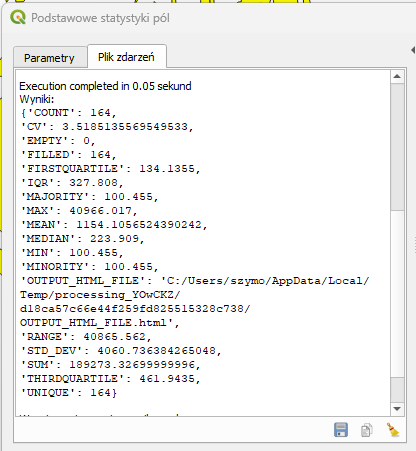 Podstawowe statystyki pól
Parametry
Plik zdarzeń
Execution completed in 0.05 sekund
Wyniki:
{'COUNT': 164,
'CV': 3.5185135569549533,
'EMPTY': 0,
'FILLED': 164,
'FIRSTQUARTILE': 134.1355,
'IQR': 327.808,
'MAJORITY': 100.455,
'MAX': 40966.017,
'MEAN': 1154.1056524390242,
'MEDIAN': 223.909,
'MIN': 100.455,
'MINORITY': 100.455,
'OUTPUT_HTML_FILE': 'C:/Users/szymo/AppData/Local/
Temp/processing_YOwCKZ/
d18ca57c66e44f259fd825515328c738/
OUTPUT_HTML_FILE.html',
'RANGE': 40865.562,
'STD_DEV': 4060.736384265048,
'SUM': 189273.32699999996,
'THIRDQUARTILE': 461.9435,
'UNIQUE': 164}